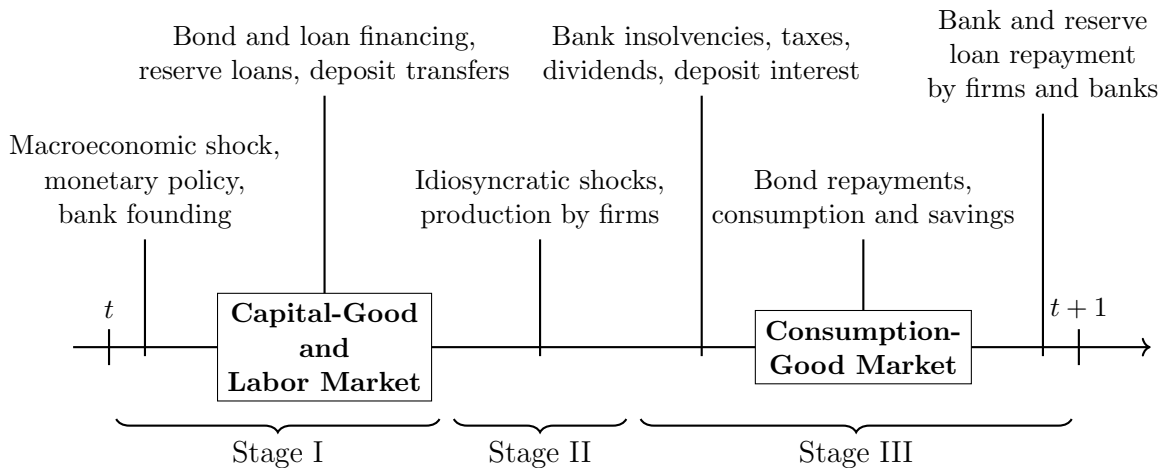 Bond and loan financing,
reserve loans, deposit transfers
Bank insolvencies, taxes,
dividends, deposit interest
Bank and reserve
loan repayment
by firms and banks
Macroeconomic shock,
monetary policy,
bank founding
Idiosyncratic shocks,
production by firms
Bond repayments,
consumption and savings
t
Capital-Good
and
Labor Market
Consumption-
Good Market
t + 1
Stage I
Stage II
Stage III